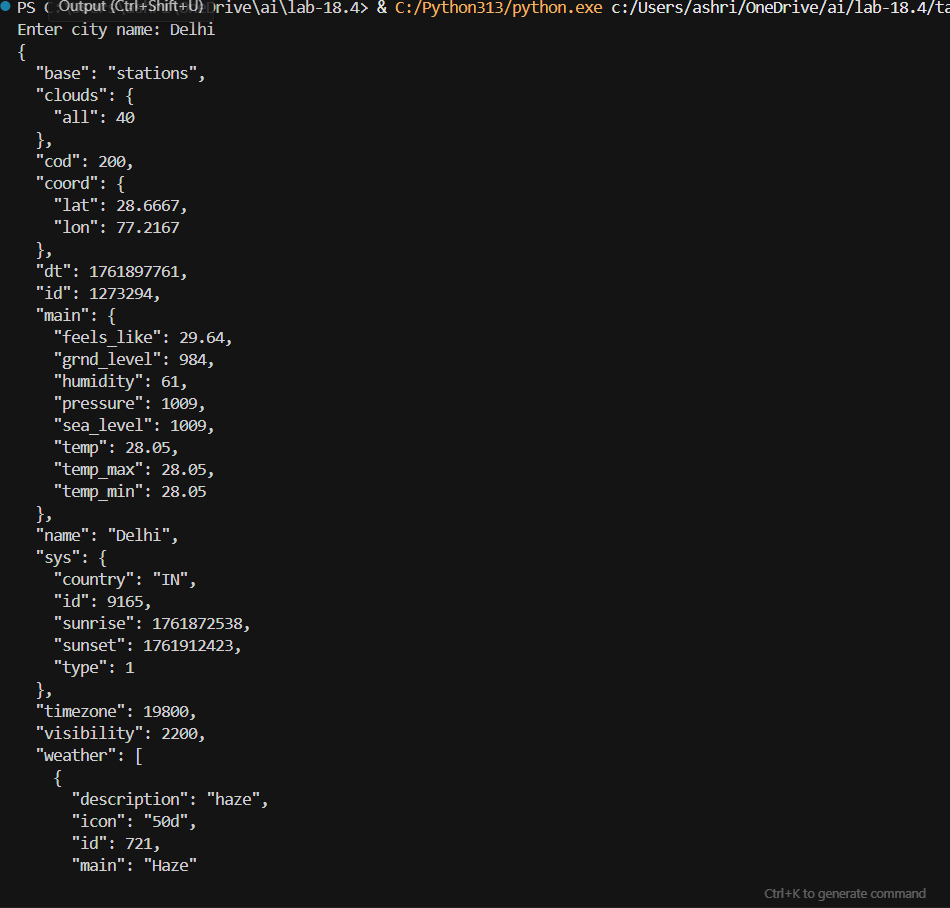 PS C Output (Ctrl+Shift+U) Drive\ai\lab-18.4> & C:/Python313/python.exe c:/Users/ashri/OneDrive/ai/lab-18.4/ta
Enter city name: Delhi
{
  "base": "stations",
  "clouds": {
    "all": 40
  },
  "cod": 200,
  "coord": {
    "lat": 28.6667,
    "lon": 77.2167
  },
  "dt": 1761897761,
  "id": 1273294,
  "main": {
    "feels_like": 29.64,
    "grnd_level": 984,
    "humidity": 61,
    "pressure": 1009,
    "sea_level": 1009,
    "temp": 28.05,
    "temp_max": 28.05,
    "temp_min": 28.05
  },
  "name": "Delhi",
  "sys": {
    "country": "IN",
    "id": 9165,
    "sunrise": 1761872538,
    "sunset": 1761912423,
    "type": 1
  },
  "timezone": 19800,
  "visibility": 2200,
  "weather": [
    {
      "description": "haze",
      "icon": "50d",
      "id": 721,
      "main": "Haze"
Ctrl+K to generate command